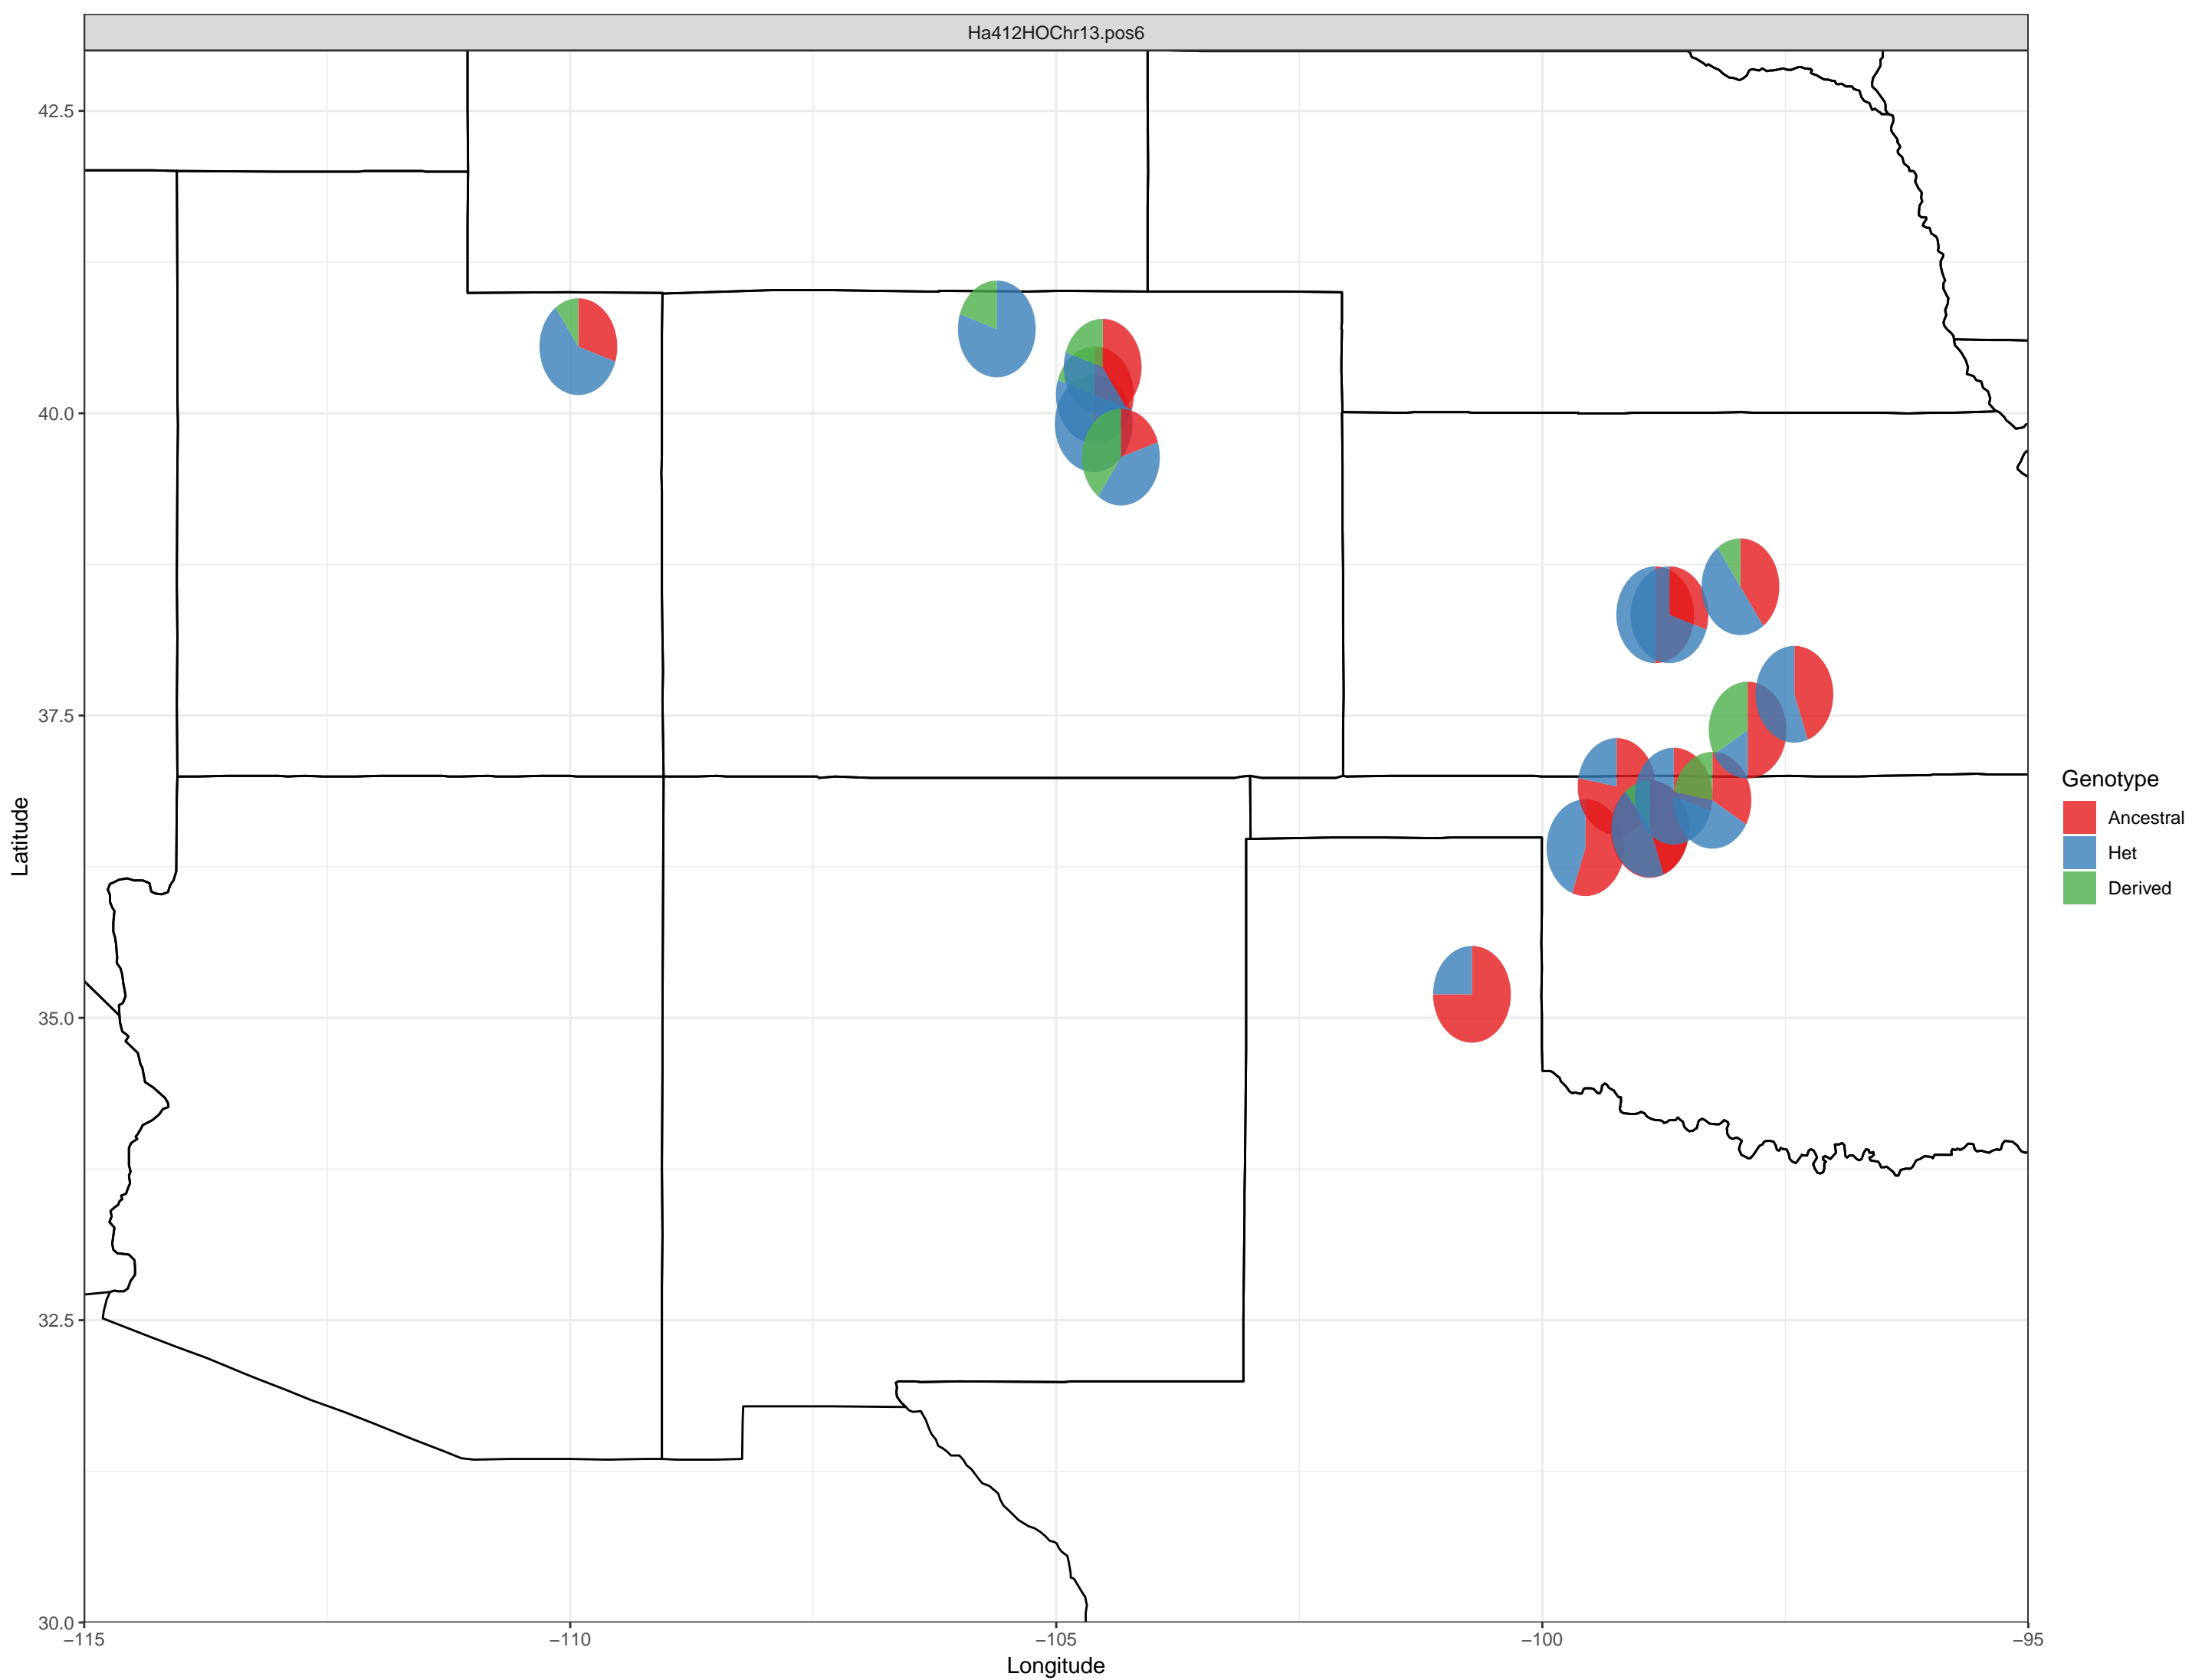 Ha412HOChr13.pos6
42.5
40.0
37.5
35.0
32.5
30.0
Latitude
−115
−110
−105
−100
−95
Longitude
Genotype
Ancestral
Het
Derived